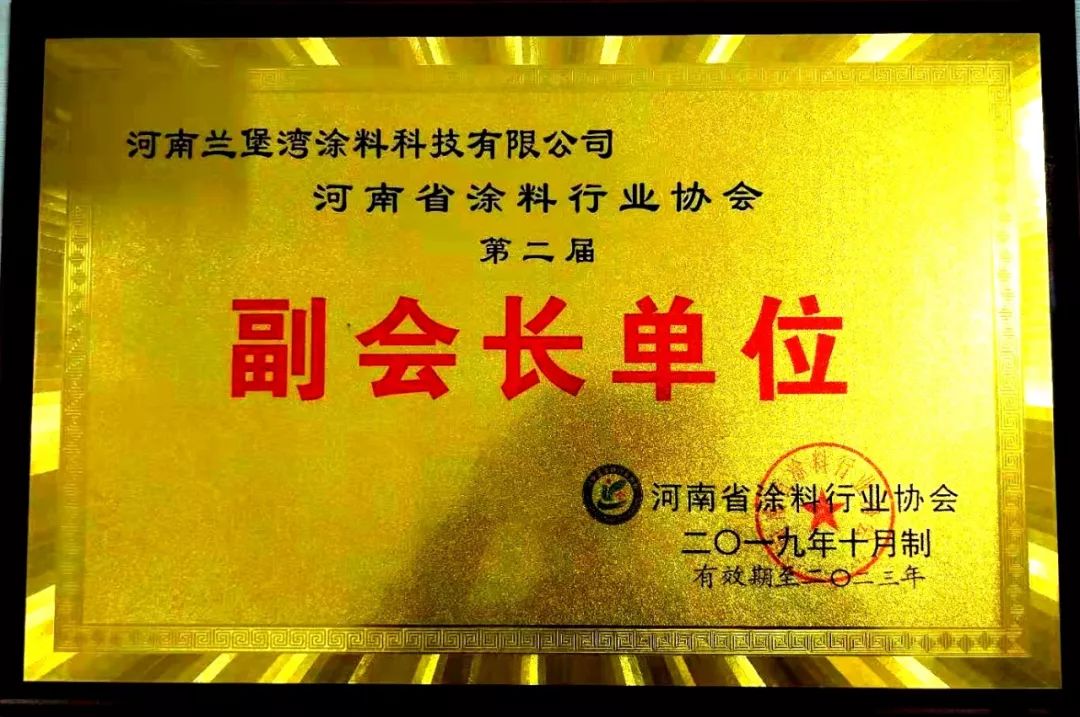 河南兰堡湾涂料科技有限公司
河南省涂料行业协会
第二届
副会长单位
河南省涂料行业协会
二〇一九年十月制
有效期至二〇二三年